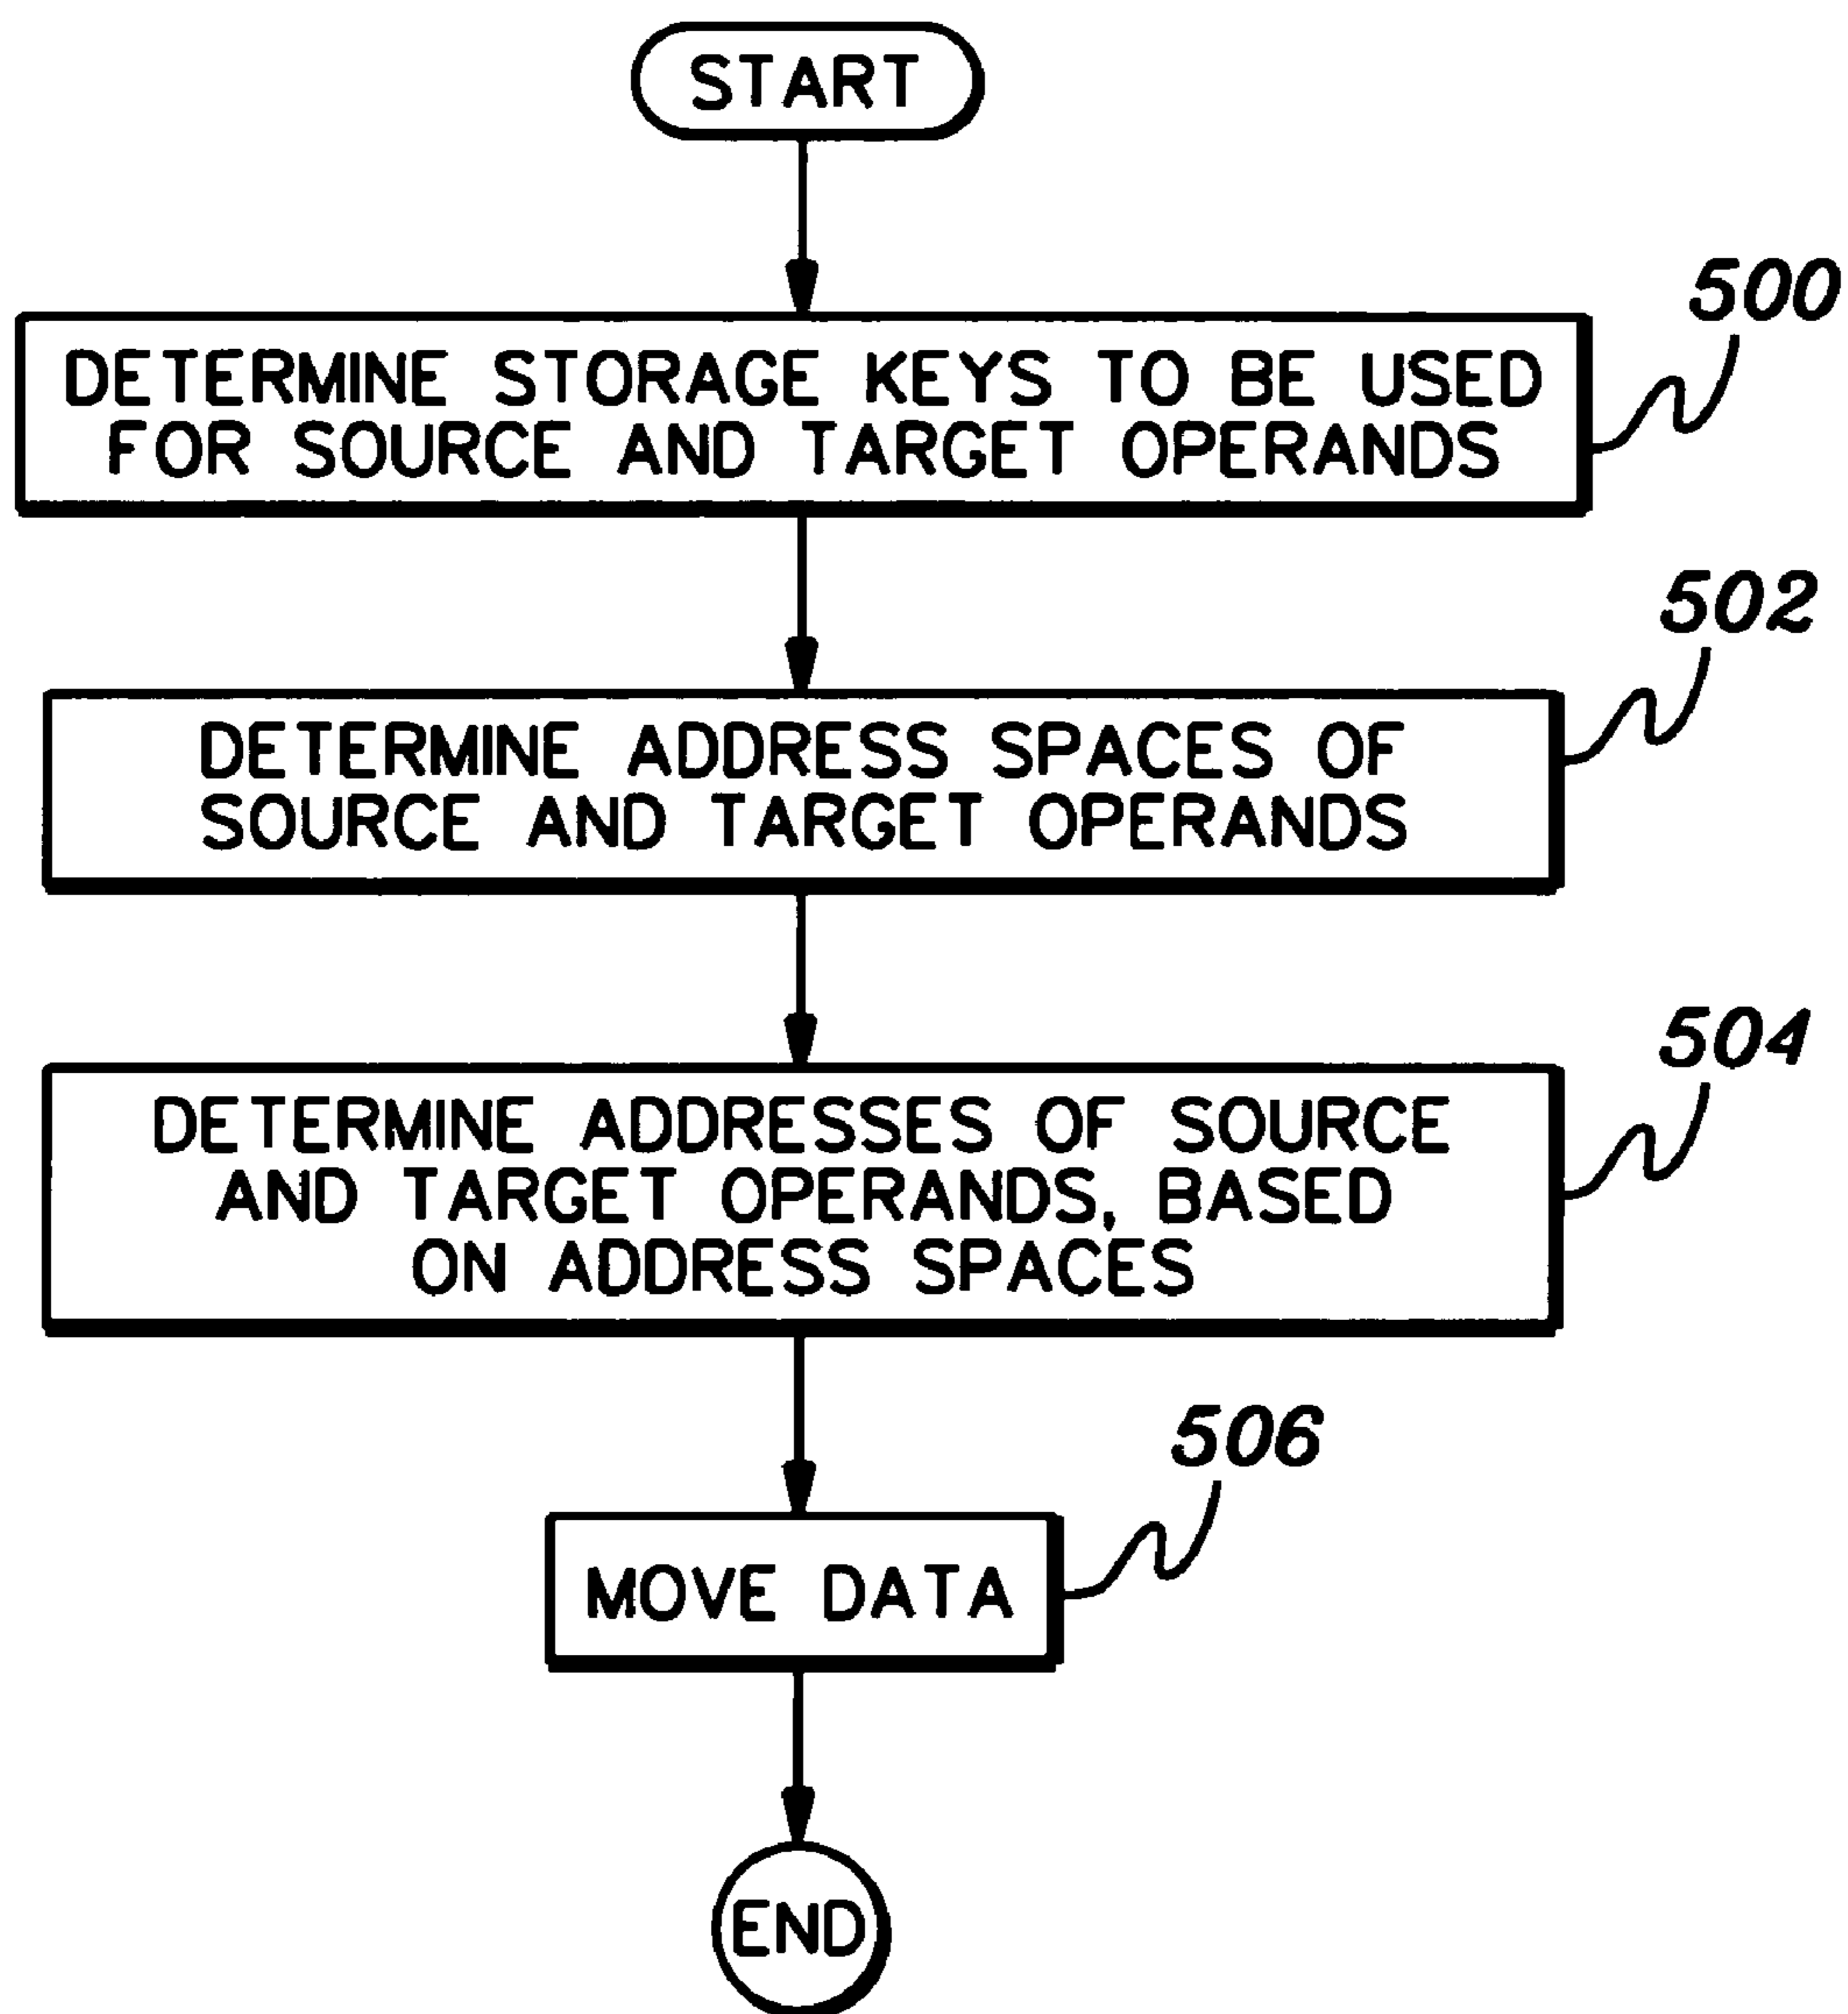 START
500
DETERMINE STORAGE KEYS TO BE USED
FOR SOURCE AND TARGET OPERANDS
502
DETERMINE ADDRESS SPACES OF
SOURCE AND TARGET OPERANDS
504
DETERMINE ADDRESSES OF SOURCE
AND TARGET OPERANDS, BASED
ON ADDRESS SPACES
506
MOVE DATA
END